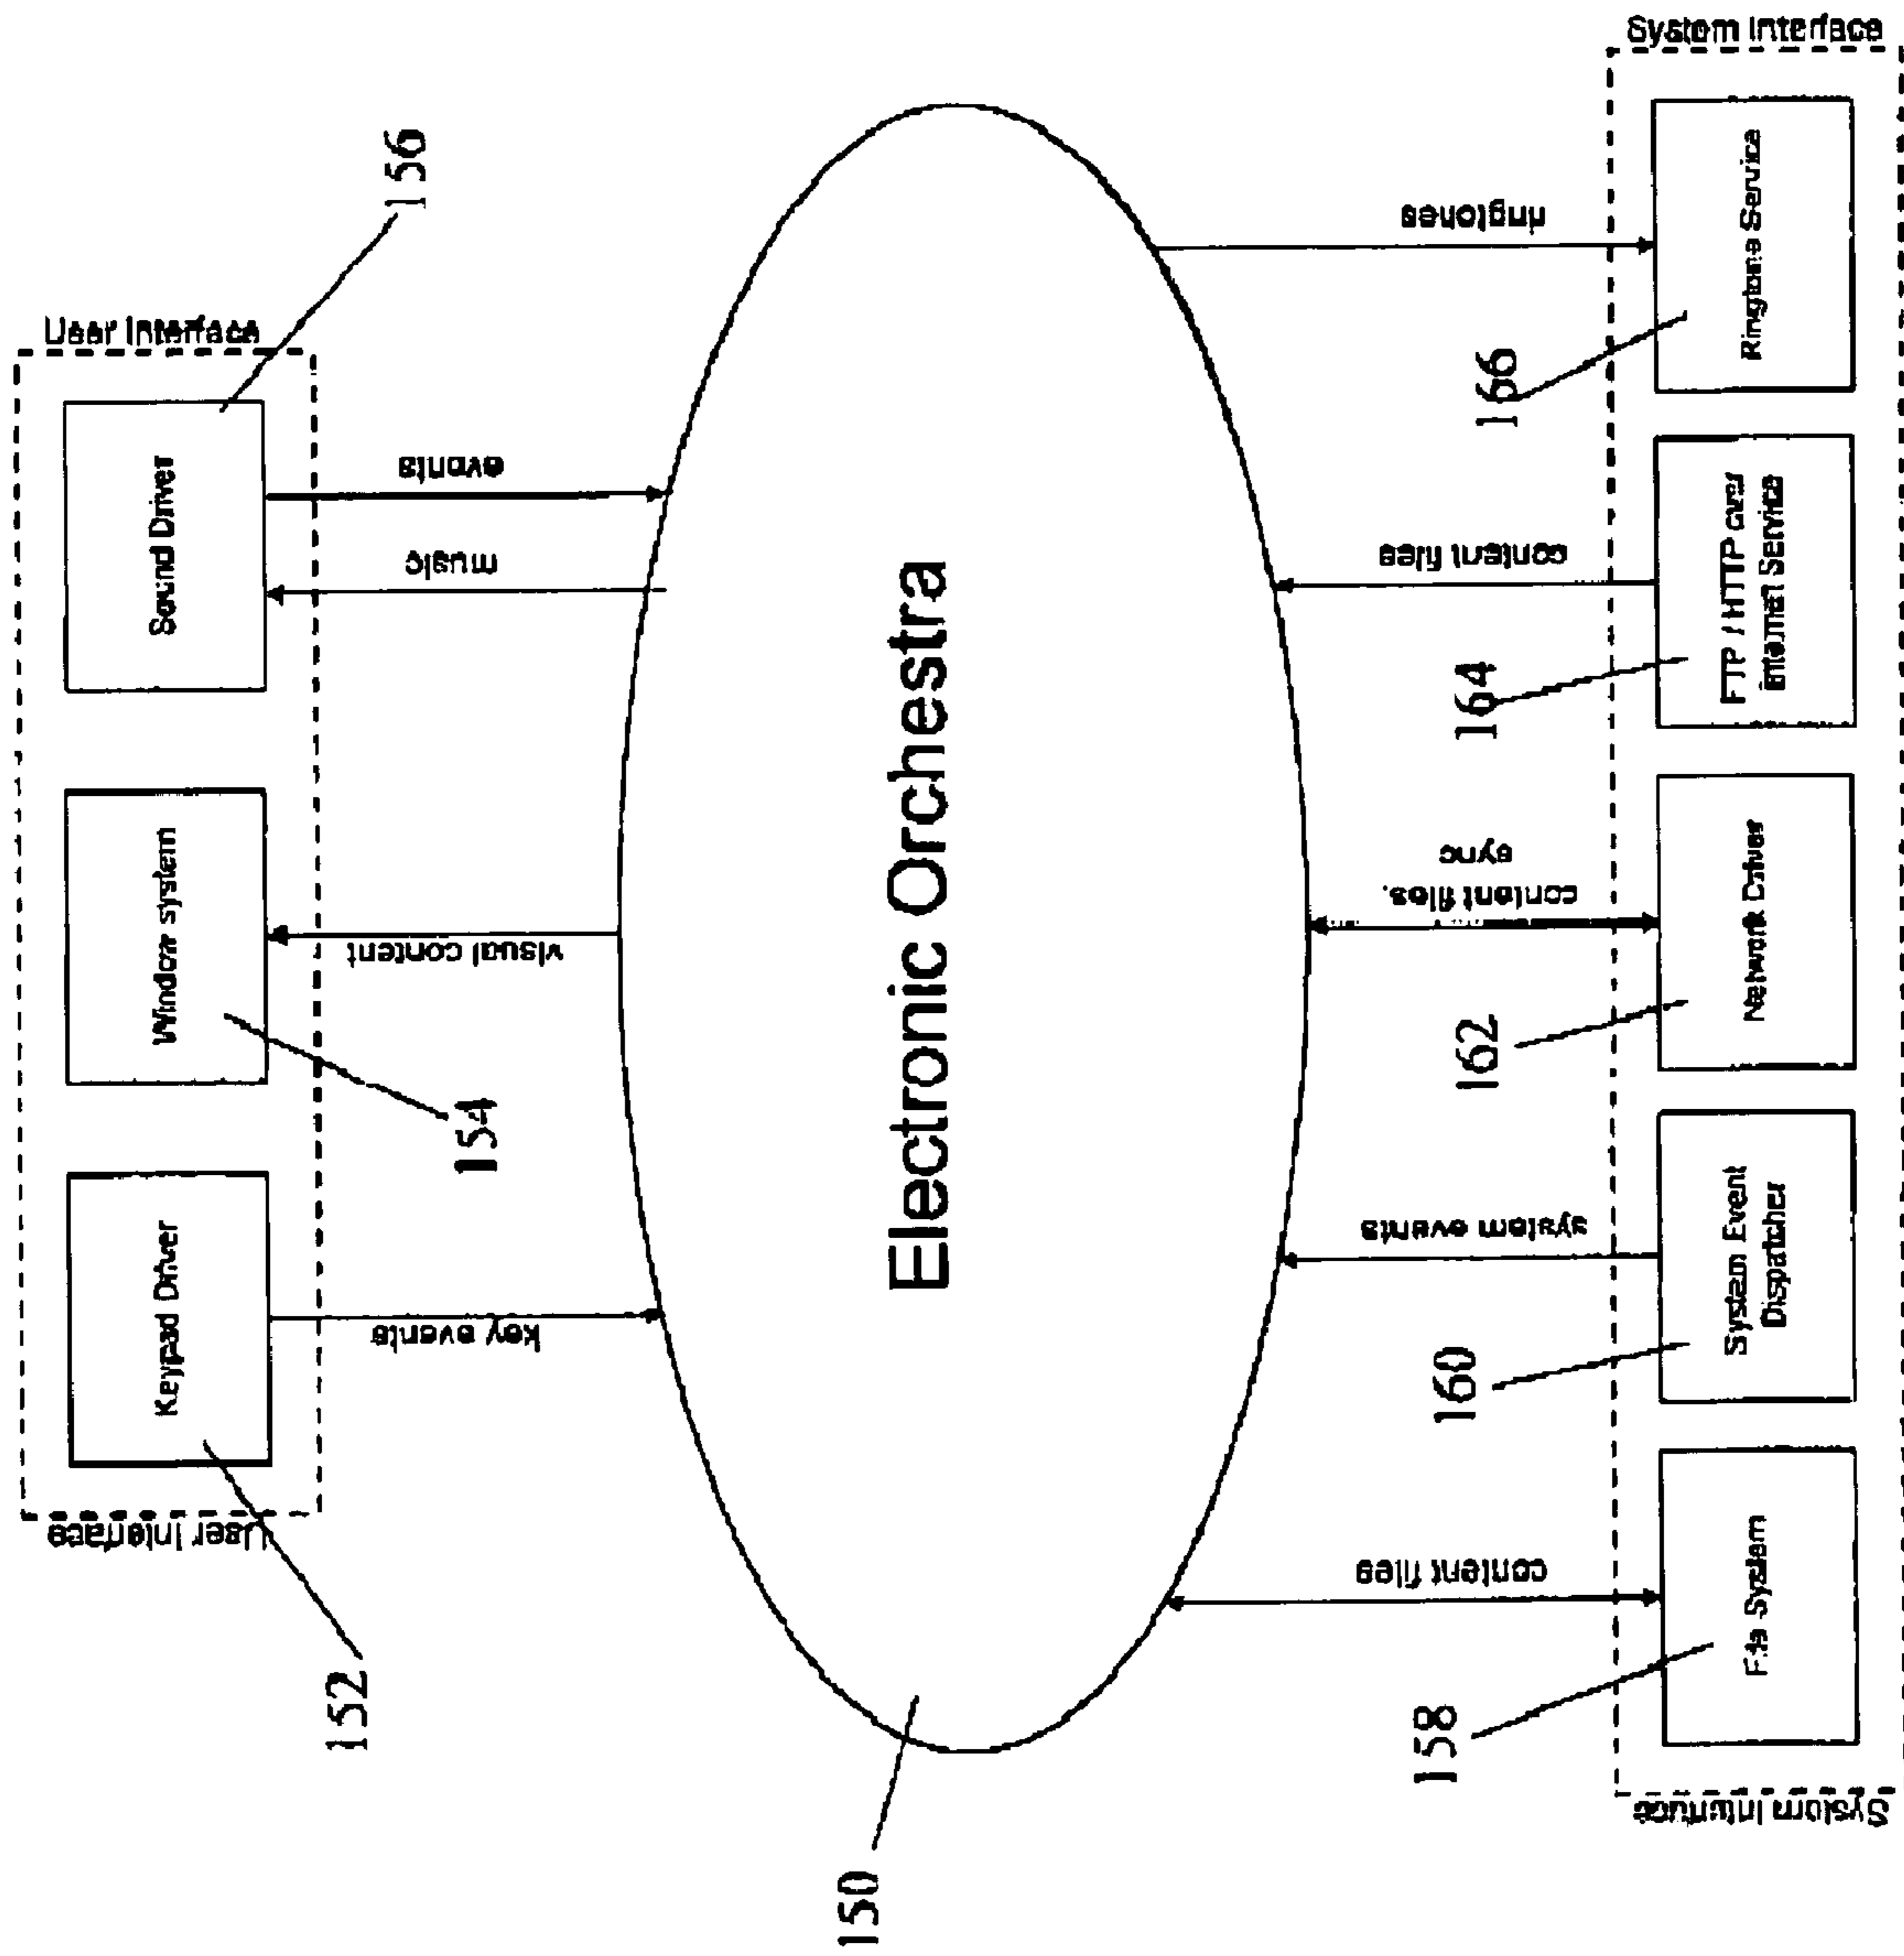 User Interface
User Interface
Keypad Driver
Window system
Sound Driver
152
154
156
key events
visual content
music
events
150
Electronic Orchestra
content files
system events
content files,
sync
content files
ringtones
158
160
162
164
166
System Interface
System Interface
File System
System Event
Dispatcher
Network Driver
FTP / HTTP over
Internet Service
Ringtone Service